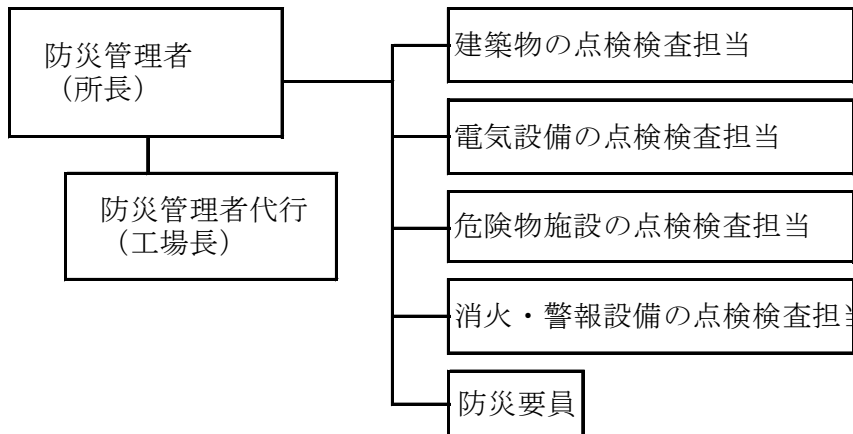 防災管理者
（所長）
防災管理者代行
（工場長）
建築物の点検検査担当
電気設備の点検検査担当
危険物施設の点検検査担当
消火・警報設備の点検検査担
防災要員